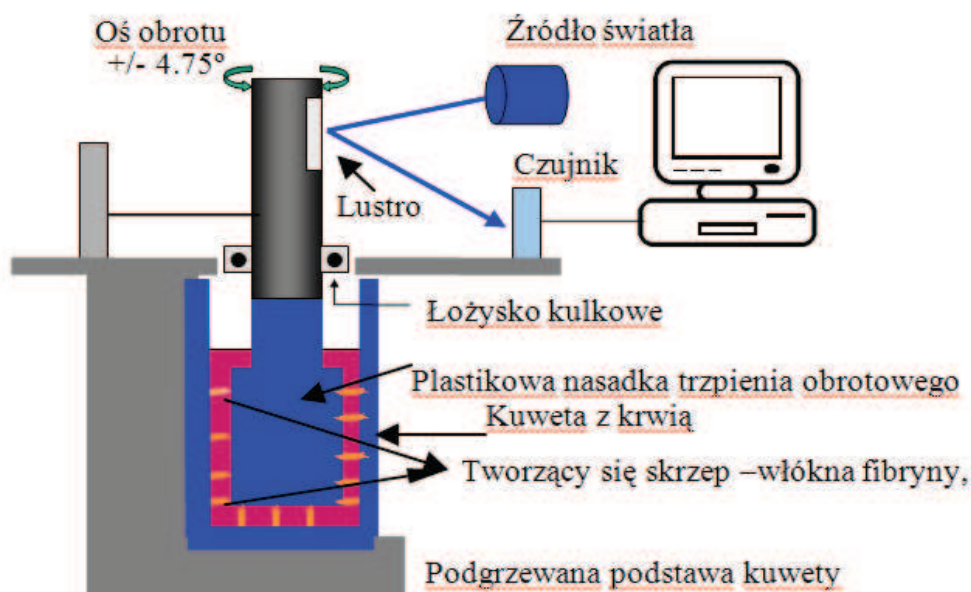 Oś obrotu
+/- 4.75°
Źródło światła
Czujnik
Lustro
Łożysko kulkowe
Plastikowa nasadka trzpienia obrotowego
Kuweta z krwią
Tworzący się skrzep –włókna fibryny,
Podgrzewana podstawa kuwety